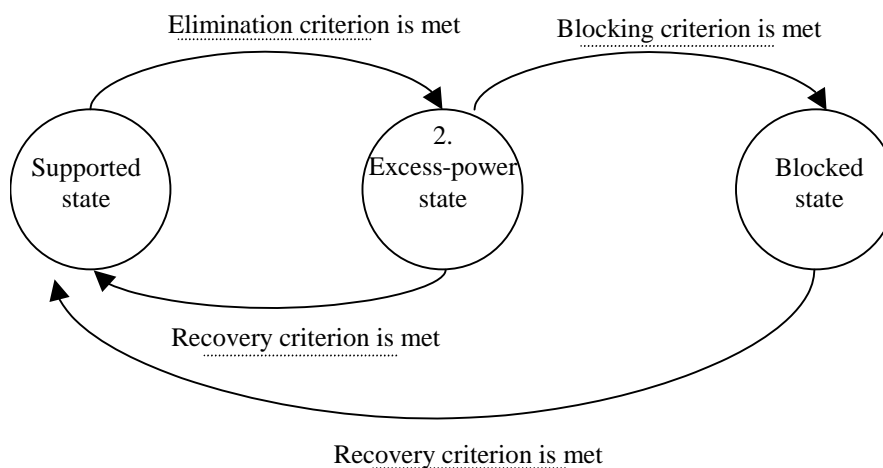 Elimination criterion is met
Blocking criterion is met
Supported
state
2.
Excess-power
state
Blocked
state
Recovery criterion is met
Recovery criterion is met